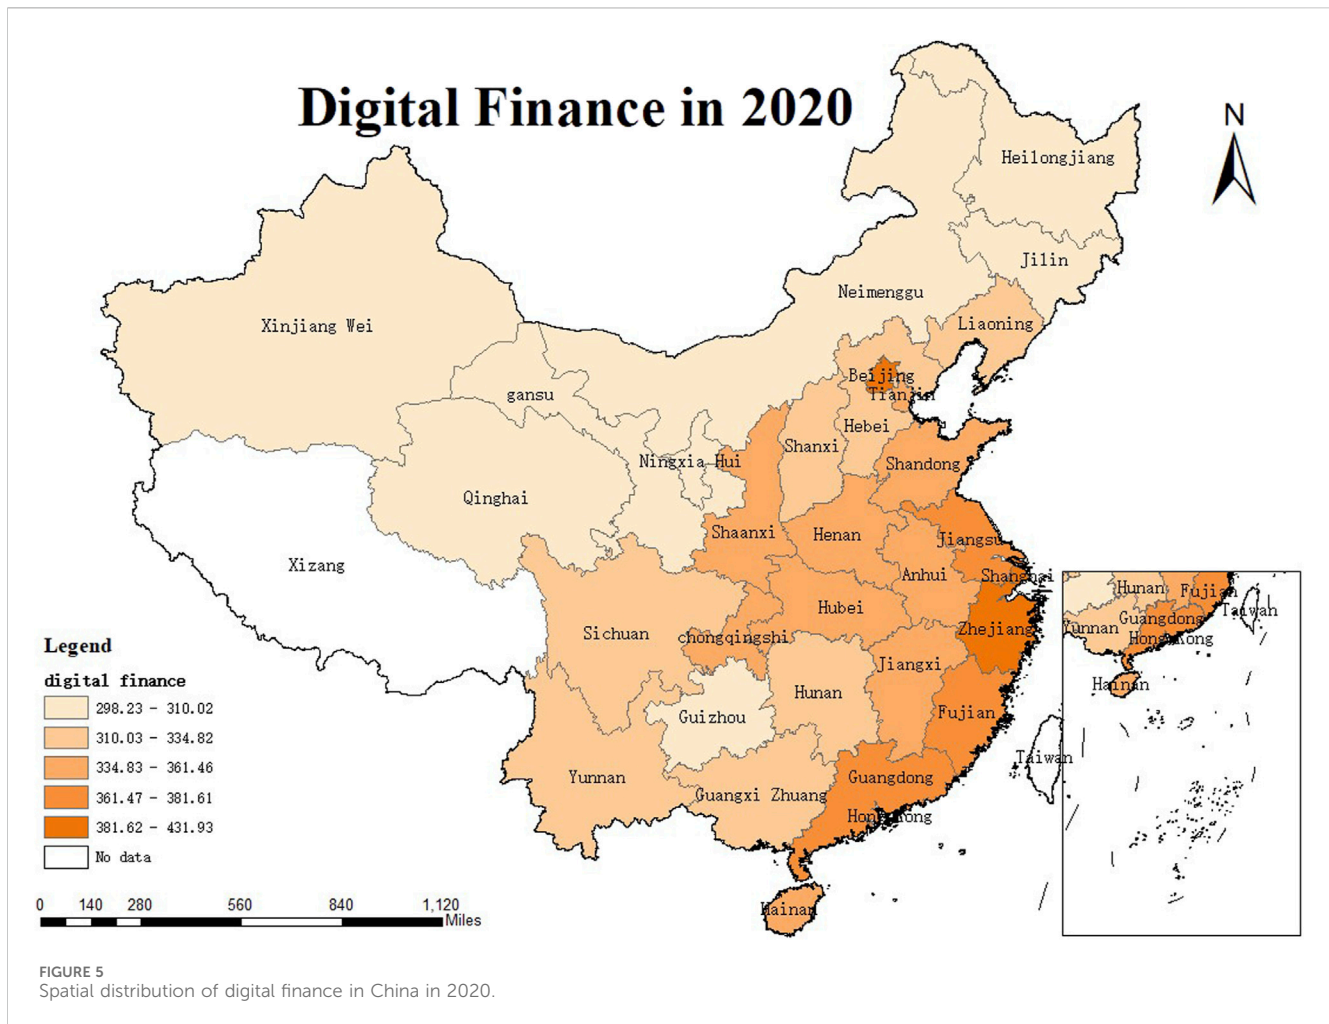 Digital Finance in 2020
N
Heilongjiang
Jilin
Neimenggu
Liaoning
Xinjiang Wei
Beijing
Tianjin
gansu
Hebei
Shanxi
Ningxia Hui
Shandong
Qinghai
Shaanxi
Henan
Jiangsu
Xizang
Anhui
Shanghai
Hubei
Sichuan
chongqingshi
Zhejiang
Jiangxi
Hunan
Guizhou
Fujian
Yunnan
Guangdong
Taiwan
Guangxi Zhuang
Hong Kong
Hainan
Hunan
Fujian
Taiwan
Guangdong
Yunnan
Hong Kong
Hainan
Legend
digital finance
298.23 - 310.02
310.03 - 334.82
334.83 - 361.46
361.47 - 381.61
381.62 - 431.93
No data
0 140 280 560 840 1,120
Miles
FIGURE 5
Spatial distribution of digital finance in China in 2020.